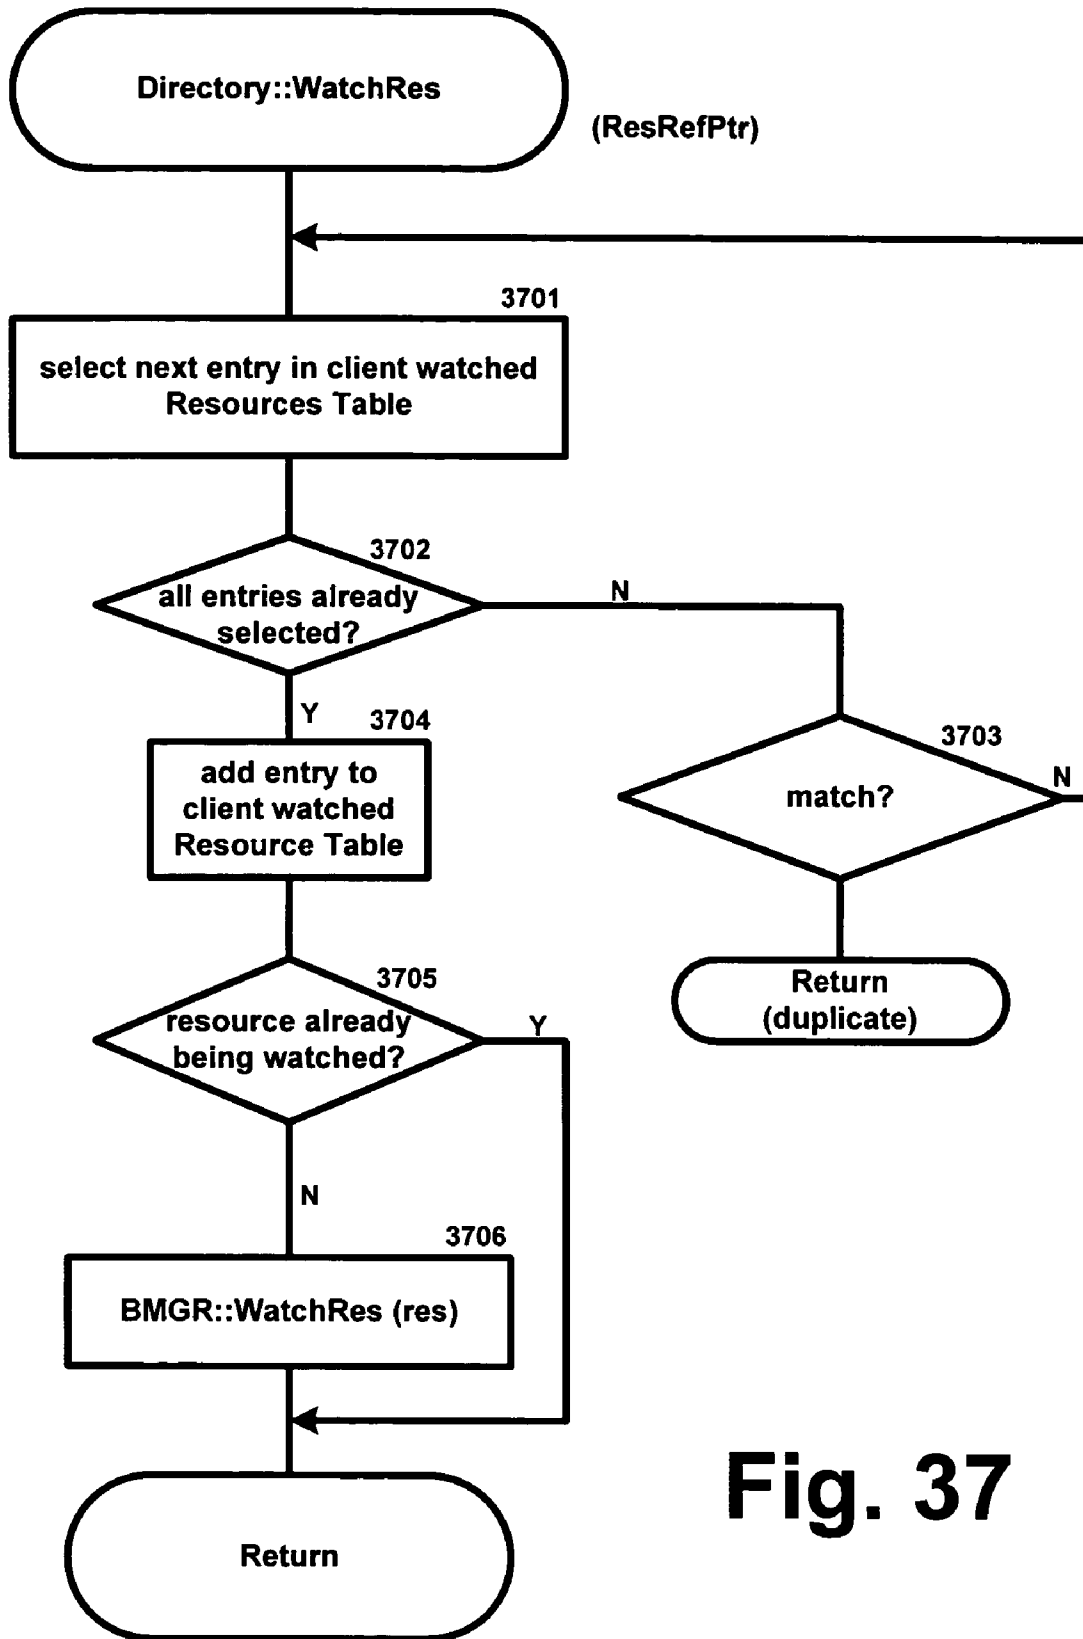 Directory::WatchRes
(ResRefPtr)
3701
select next entry in client watched
Resources Table
3702
all entries already
selected?
N
Y
3704
add entry to
client watched
Resource Table
3703
match?
N
Return
(duplicate)
3705
resource already
being watched?
Y
N
3706
BMGR::WatchRes (res)
Return
Fig. 37